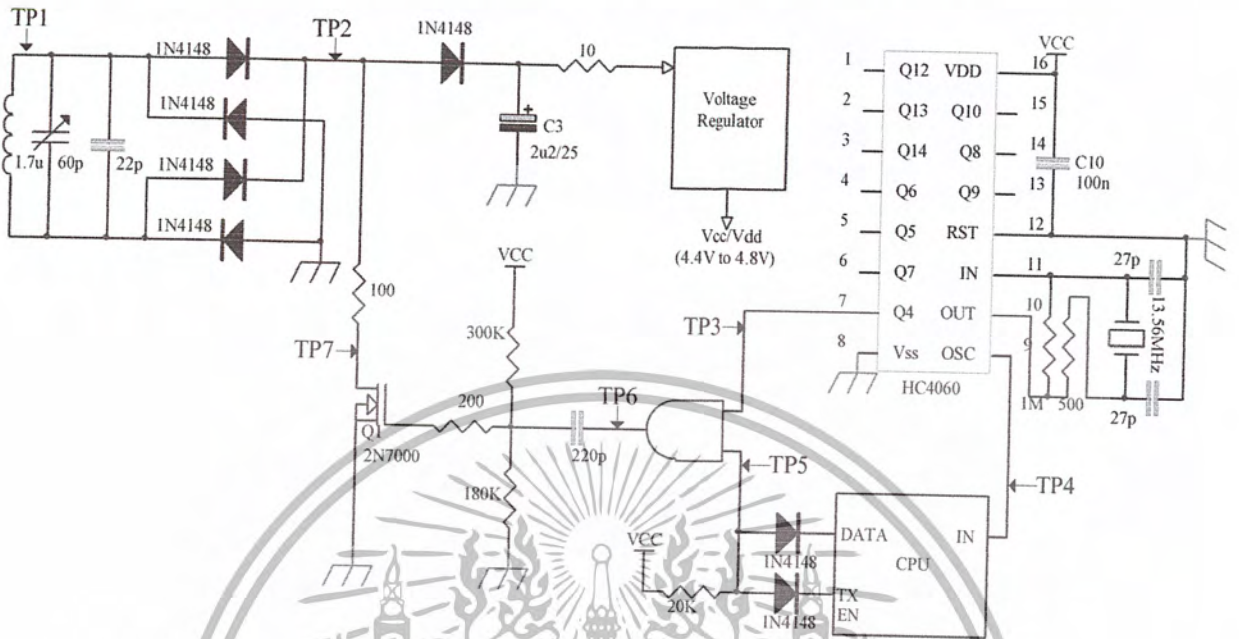 TP1
1N4148
TP2
1N4148
10
1N4148
1N4148
1N4148
1.7u
60p
22p
+
C3
2u2/25
Voltage
Regulator
Vcc/Vdd
(4.4V to 4.8V)
VCC
1 Q12 VDD 16
2 Q13 Q10 15
3 Q14 Q8 14
4 Q6 Q9 13
5 Q5 RST 12
6 Q7 IN 11
7 Q4 OUT 10
8 Vss OSC 9
HC4060
C10
100n
27p
13.56MHz
1M
500
27p
100
TP7
VCC
300K
200
TP6
TP3
Q1
2N7000
220p
180K
TP5
TP4
VCC
20K
1N4148
1N4148
DATA
IN
CPU
TX
EN